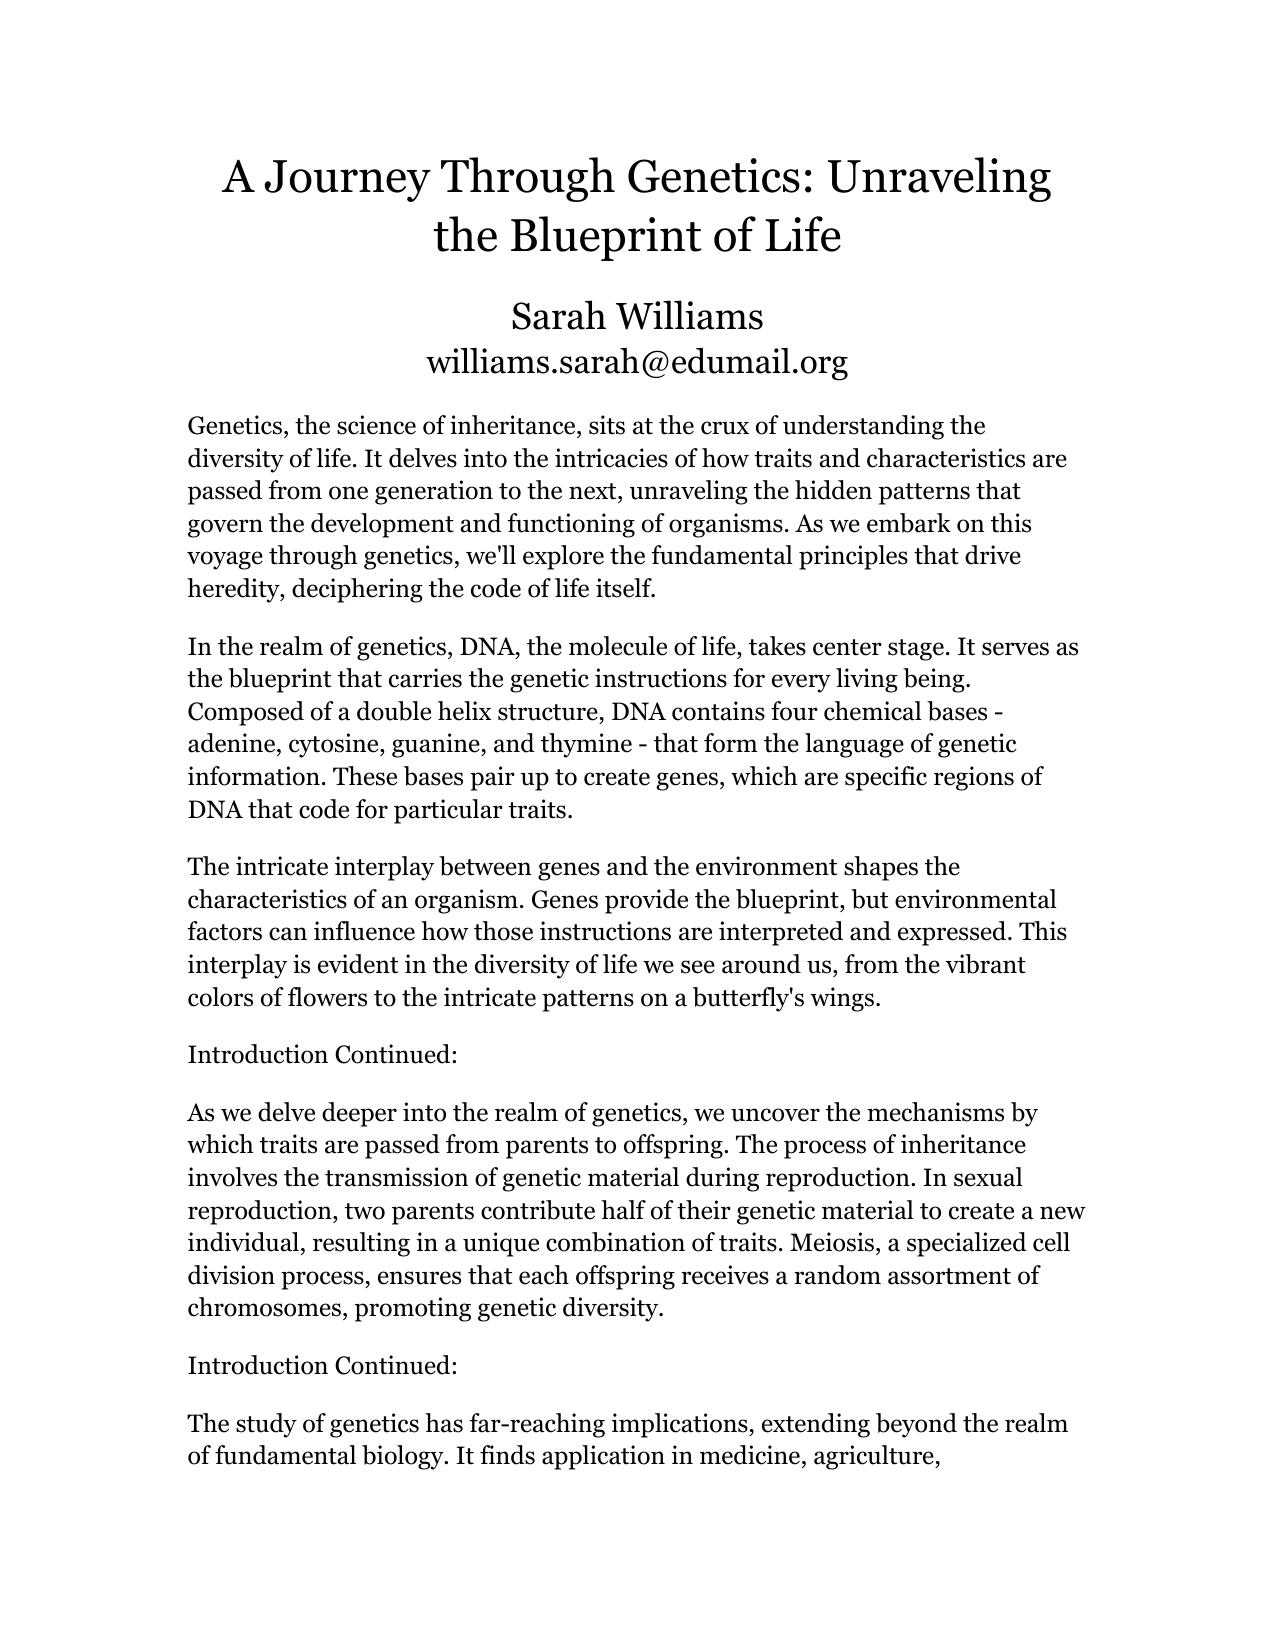 A Journey Through Genetics: Unraveling
the Blueprint of Life
Sarah Williams
williams.sarah@edumail.org
Genetics, the science of inheritance, sits at the crux of understanding the
diversity of life. It delves into the intricacies of how traits and characteristics are
passed from one generation to the next, unraveling the hidden patterns that
govern the development and functioning of organisms. As we embark on this
voyage through genetics, we'll explore the fundamental principles that drive
heredity, deciphering the code of life itself.
In the realm of genetics, DNA, the molecule of life, takes center stage. It serves as
the blueprint that carries the genetic instructions for every living being.
Composed of a double helix structure, DNA contains four chemical bases -
adenine, cytosine, guanine, and thymine - that form the language of genetic
information. These bases pair up to create genes, which are specific regions of
DNA that code for particular traits.
The intricate interplay between genes and the environment shapes the
characteristics of an organism. Genes provide the blueprint, but environmental
factors can influence how those instructions are interpreted and expressed. This
interplay is evident in the diversity of life we see around us, from the vibrant
colors of flowers to the intricate patterns on a butterfly's wings.
Introduction Continued:
As we delve deeper into the realm of genetics, we uncover the mechanisms by
which traits are passed from parents to offspring. The process of inheritance
involves the transmission of genetic material during reproduction. In sexual
reproduction, two parents contribute half of their genetic material to create a new
individual, resulting in a unique combination of traits. Meiosis, a specialized cell
division process, ensures that each offspring receives a random assortment of
chromosomes, promoting genetic diversity.
Introduction Continued:
The study of genetics has far-reaching implications, extending beyond the realm
of fundamental biology. It finds application in medicine, agriculture,